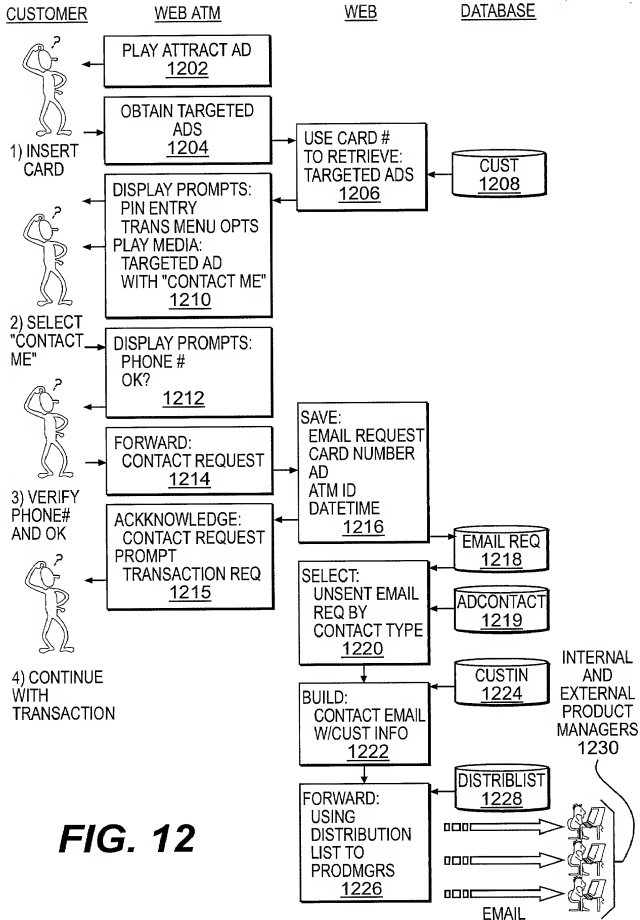 CUSTOMER
WEB ATM
WEB
DATABASE
?
PLAY ATTRACT AD
1202
1) INSERT
CARD
OBTAIN TARGETED
ADS
1204
USE CARD #
TO RETRIEVE:
TARGETED ADS
1206
CUST
1208
?
DISPLAY PROMPTS:
PIN ENTRY
TRANS MENU OPTS
PLAY MEDIA:
TARGETED AD
WITH "CONTACT ME"
1210
2) SELECT
"CONTACT
ME"
DISPLAY PROMPTS:
PHONE #
OK?
1212
?
FORWARD:
CONTACT REQUEST
1214
SAVE:
EMAIL REQUEST
CARD NUMBER
AD
ATM ID
DATETIME
1216
3) VERIFY
PHONE#
AND OK
ACKKNOWLEDGE:
CONTACT REQUEST
PROMPT
TRANSACTION REQ
1215
EMAIL REQ
1218
?
SELECT:
UNSENT EMAIL
REQ BY
CONTACT TYPE
1220
ADCONTACT
1219
4) CONTINUE
WITH
TRANSACTION
BUILD:
CONTACT EMAIL
W/CUST INFO
1222
CUSTIN
1224
INTERNAL
AND
EXTERNAL
PRODUCT
MANAGERS
1230
FORWARD:
USING
DISTRIBUTION
LIST TO
PRODMGRS
1226
DISTRIBLIST
1228
EMAIL
FIG. 12